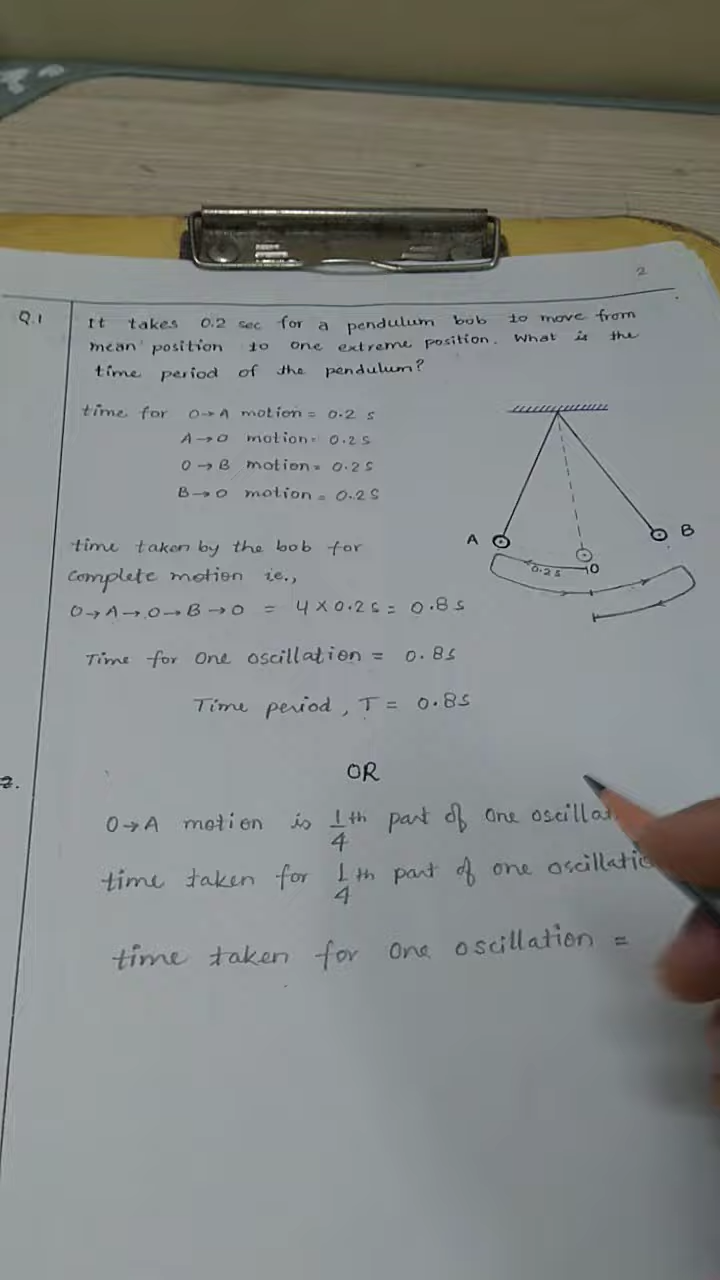 2
Q.1 It takes 0.2 sec for a pendulum bob to move from
mean position to one extreme position. What is the
time period of the pendulum?
time for O→A motion = 0.2 s
A→O motion = 0.2 s
O→B motion = 0.2 s
B→O motion = 0.2 s
A
B
0.2 s
O
time taken by the bob for
complete motion ie.,
O→A→O→B→O = 4 × 0.2 s = 0.8 s
Time for one oscillation = 0.8 s
Time period, T = 0.8 s
OR
2.
O→A motion is 1/4 th part of one
time taken for 1/4 th part of one
time taken for one oscillation =